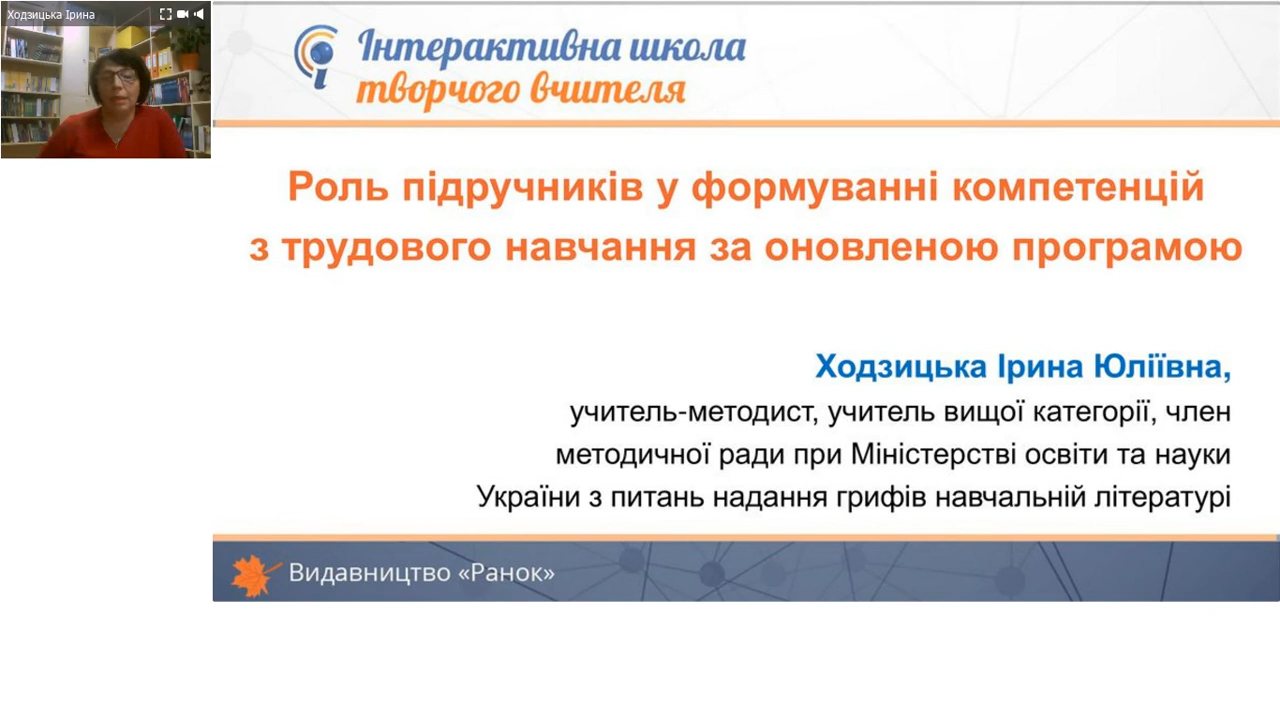 Ходзицька Ірина
Інтерактивна школа
творчого вчителя
Роль підручників у формуванні компетенцій
з трудового навчання за оновленою програмою
Ходзицька Ірина Юліївна,
учитель-методист, учитель вищої категорії, член
методичної ради при Міністерстві освіти та науки
України з питань надання грифів навчальній літературі
Видавництво «Ранок»